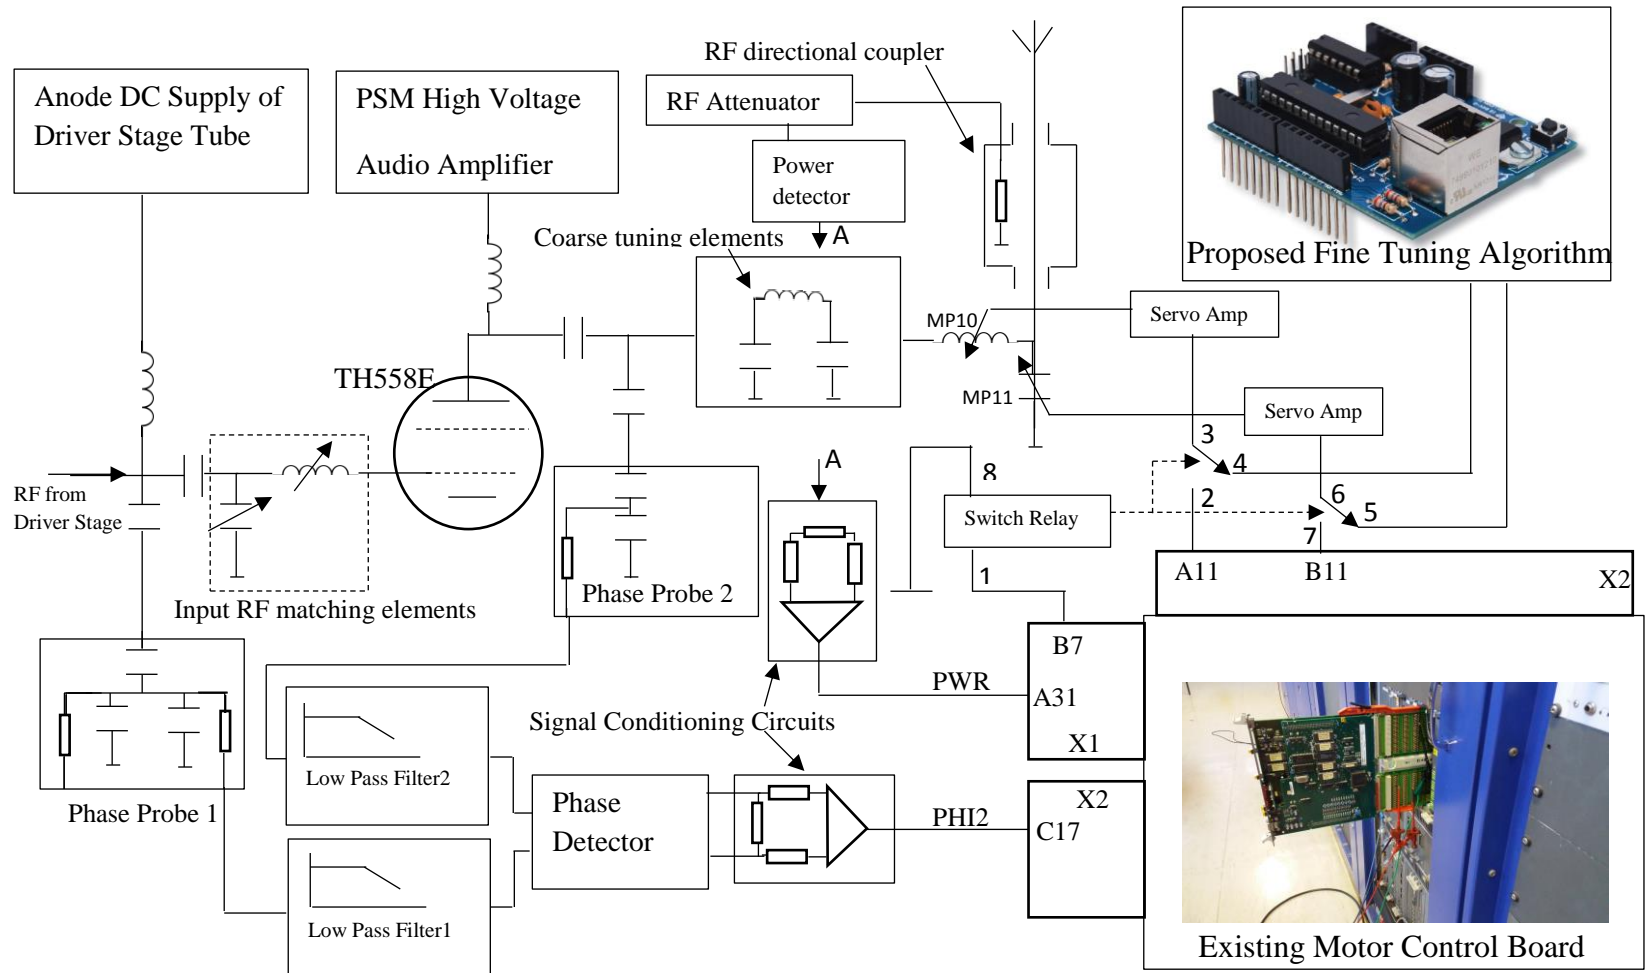 RF directional coupler
Anode DC Supply of
Driver Stage Tube
PSM High Voltage
Audio Amplifier
RF Attenuator
Power
detector
A
Coarse tuning elements
Proposed Fine Tuning Algorithm
MP10
Servo Amp
TH558E
MP11
Servo Amp
3
4
A
8
2
6
5
7
RF from
Driver Stage
Switch Relay
1
A11
B11
X2
Input RF matching elements
Phase Probe 2
B7
PWR
A31
X1
Signal Conditioning Circuits
Low Pass Filter2
Phase Probe 1
Phase
Detector
X2
PHI2
C17
Low Pass Filter1
Existing Motor Control Board